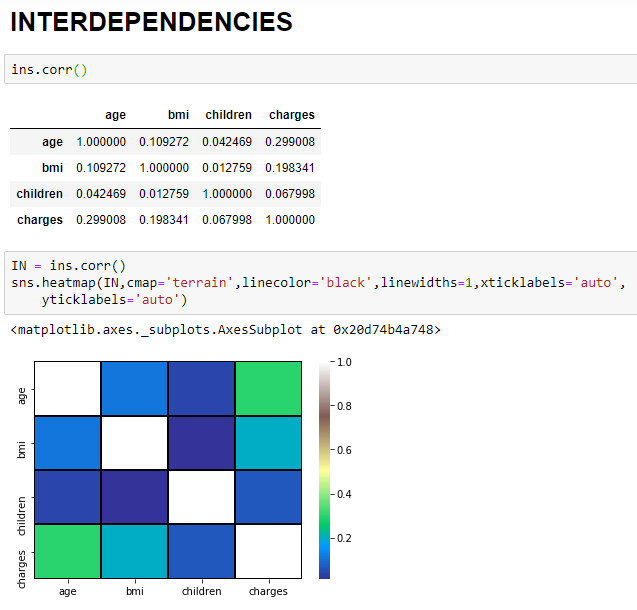 INTERDEPENDENCIES
ins.corr()
age bmi children charges
age 1.000000 0.109272 0.042469 0.299008
bmi 0.109272 1.000000 0.012759 0.198341
children 0.042469 0.012759 1.000000 0.067998
charges 0.299008 0.198341 0.067998 1.000000
IN = ins.corr()
sns.heatmap(IN,cmap='terrain',linecolor='black',linewidths=1,xticklabels='auto',
yticklabels='auto')
<matplotlib.axes._subplots.AxesSubplot at 0x20d74b4a748>
age
bmi
children
charges
age bmi children charges
1.0
0.8
0.6
0.4
0.2